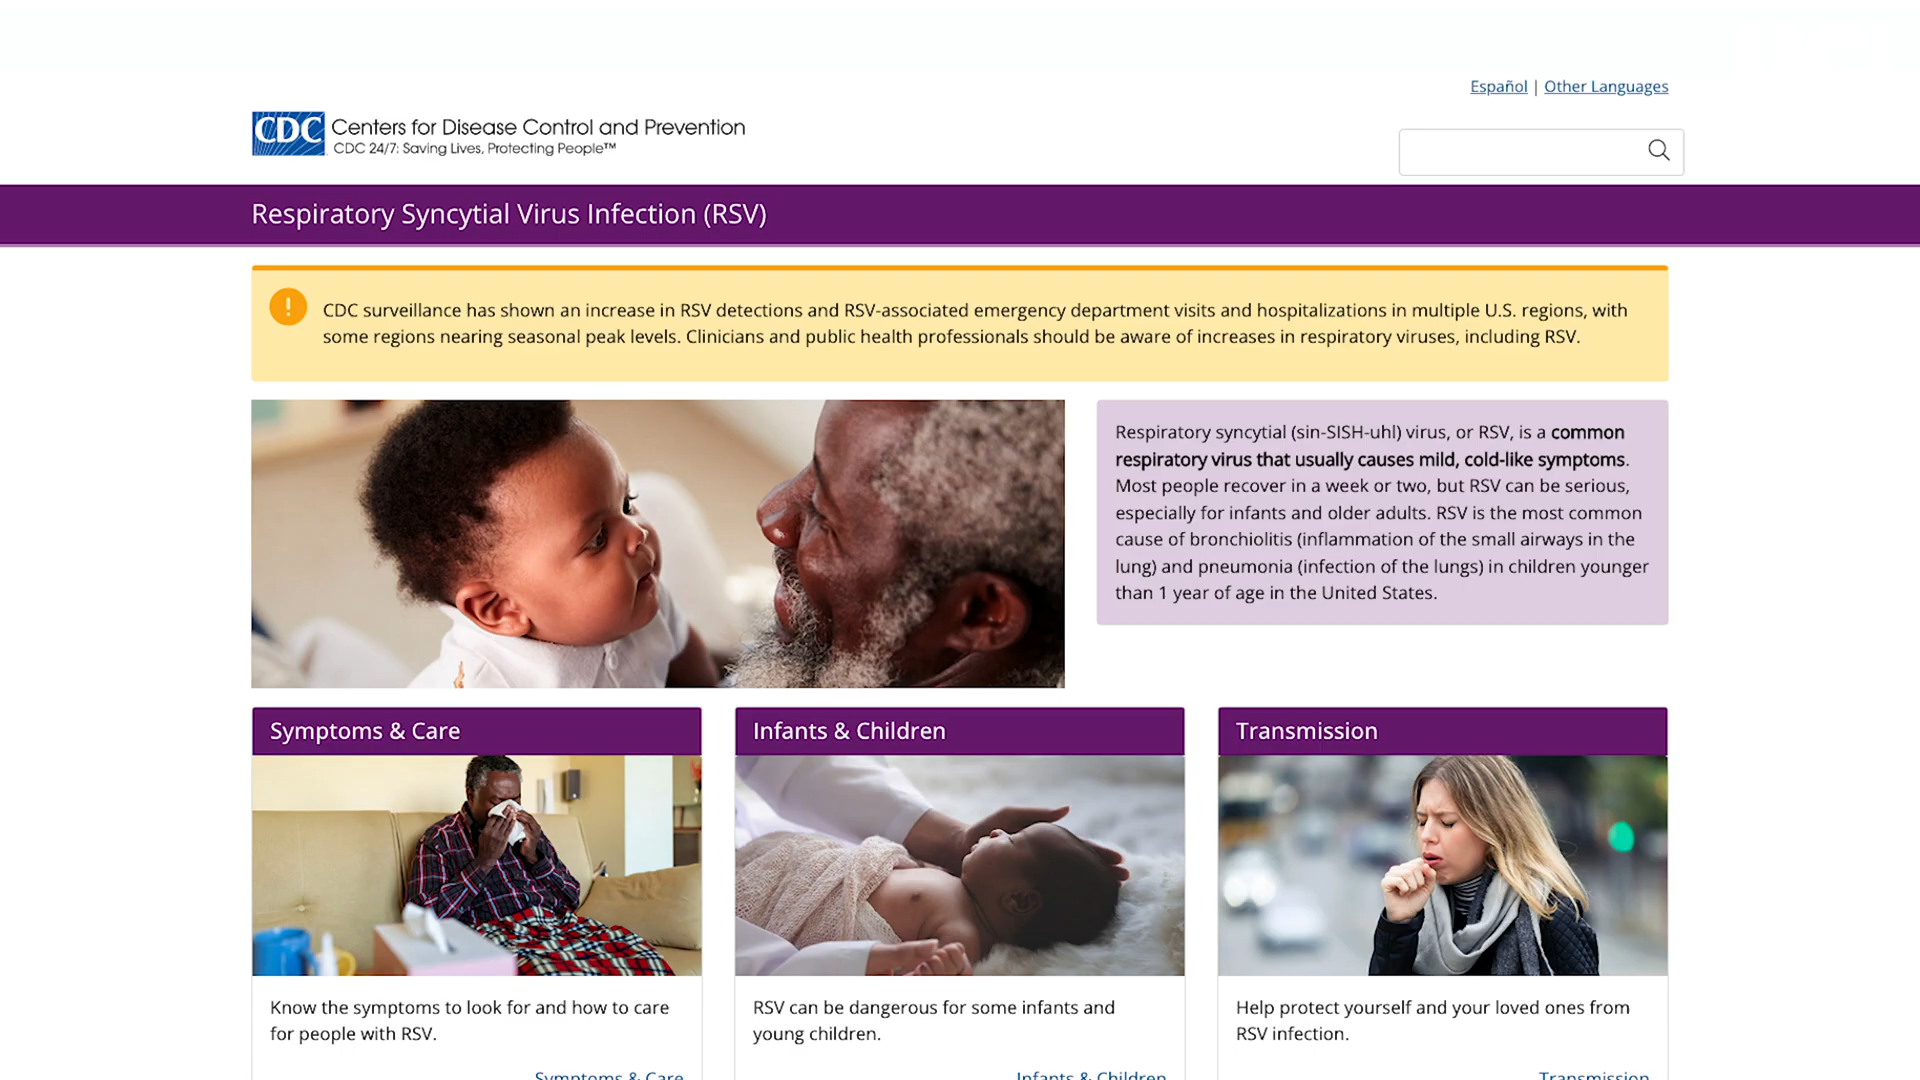 Español | Other Languages
CDC Centers for Disease Control and Prevention
CDC 24/7: Saving Lives, Protecting People™
Respiratory Syncytial Virus Infection (RSV)
! CDC surveillance has shown an increase in RSV detections and RSV-associated emergency department visits and hospitalizations in multiple U.S. regions, with
some regions nearing seasonal peak levels. Clinicians and public health professionals should be aware of increases in respiratory viruses, including RSV.
Respiratory syncytial (sin-SISH-uhl) virus, or RSV, is a common
respiratory virus that usually causes mild, cold-like symptoms.
Most people recover in a week or two, but RSV can be serious,
especially for infants and older adults. RSV is the most common
cause of bronchiolitis (inflammation of the small airways in the
lung) and pneumonia (infection of the lungs) in children younger
than 1 year of age in the United States.
Symptoms & Care
Know the symptoms to look for and how to care
for people with RSV.
Symptoms & Care
Infants & Children
RSV can be dangerous for some infants and
young children.
Infants & Children
Transmission
Help protect yourself and your loved ones from
RSV infection.
Transmission